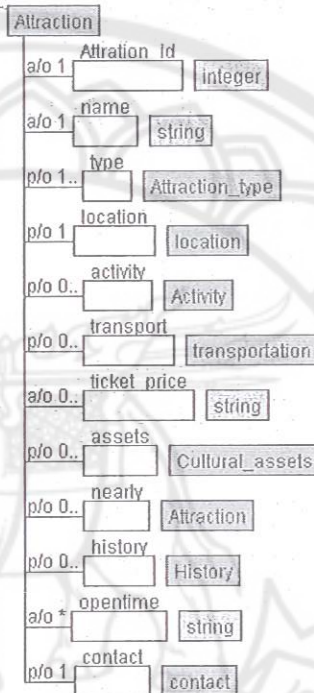 Attraction
Attration_Id
a/o 1 integer
name
a/o 1 string
type
p/o 1.. Attraction_type
location
p/o 1 location
activity
p/o 0.. Activity
transport
p/o 0.. transportation
ticket_price
a/o 0.. string
assets
p/o 0.. Cultural_assets
nearly
p/o 0.. Attraction
history
p/o 0.. History
opentime
a/o * string
contact
p/o 1 contact